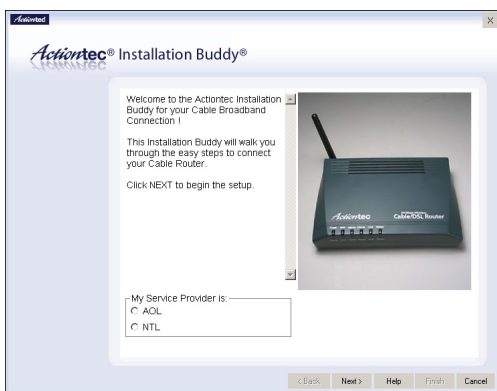 Actiontec
Actiontec® Installation Buddy®
Welcome to the Actiontec Installation
Buddy for your Cable Broadband
Connection !
This Installation Buddy will walk you
through the easy steps to connect
your Cable Router.
Click NEXT to begin the setup.
Actiontec
Cable/DSL Router
My Service Provider is:
AOL
NTL
< Back
Next >
Help
Finish
Cancel